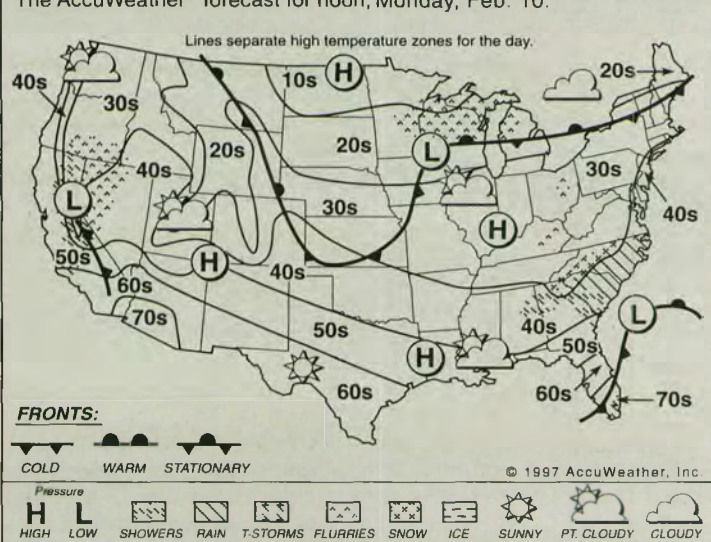 The AccuWeather® forecast for noon, Monday, Feb. 10.
Lines separate high temperature zones for the day.
40s
30s
10s
H
20s
20s
20s
40s
L
30s
30s
L
40s
H
50s
H
40s
60s
70s
50s
H
40s
50s
L
60s
60s
70s
FRONTS:
COLD WARM STATIONARY
© 1997 AccuWeather, Inc.
Pressure
H L
HIGH LOW SHOWERS RAIN T-STORMS FLURRIES SNOW ICE SUNNY PT. CLOUDY CLOUDY